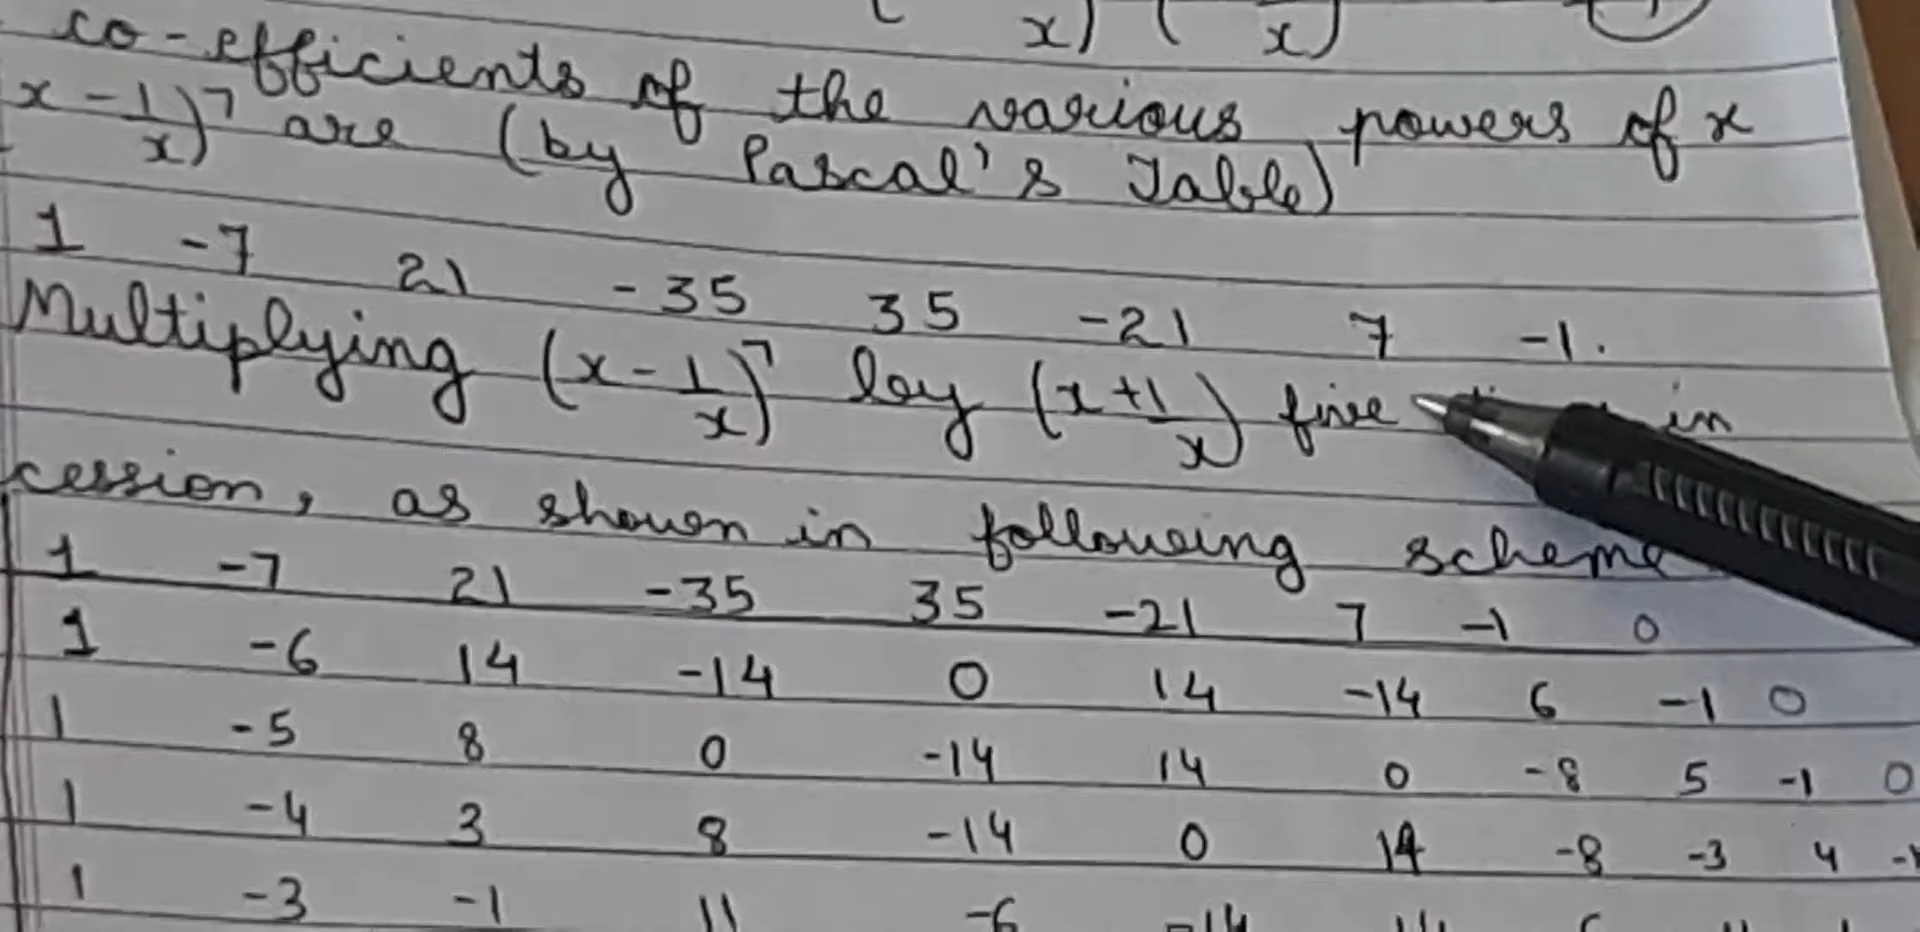 x) ( x)
co-efficients of the various powers of x
x - 1/x)^7 are (by Pascal's Table)
1 -7 21 -35 35 -21 7 -1.
Multiplying (x - 1/x)^7 by (x + 1/x) five in
cession, as shown in following scheme
1 -7 21 -35 35 -21 7 -1 0
1 -6 14 -14 0 14 -14 6 -1 0
1 -5 8 0 -14 14 0 -8 5 -1 0
1 -4 3 8 -14 0 14 -8 -3 4
1 -3 -1 11 -6 -14 14